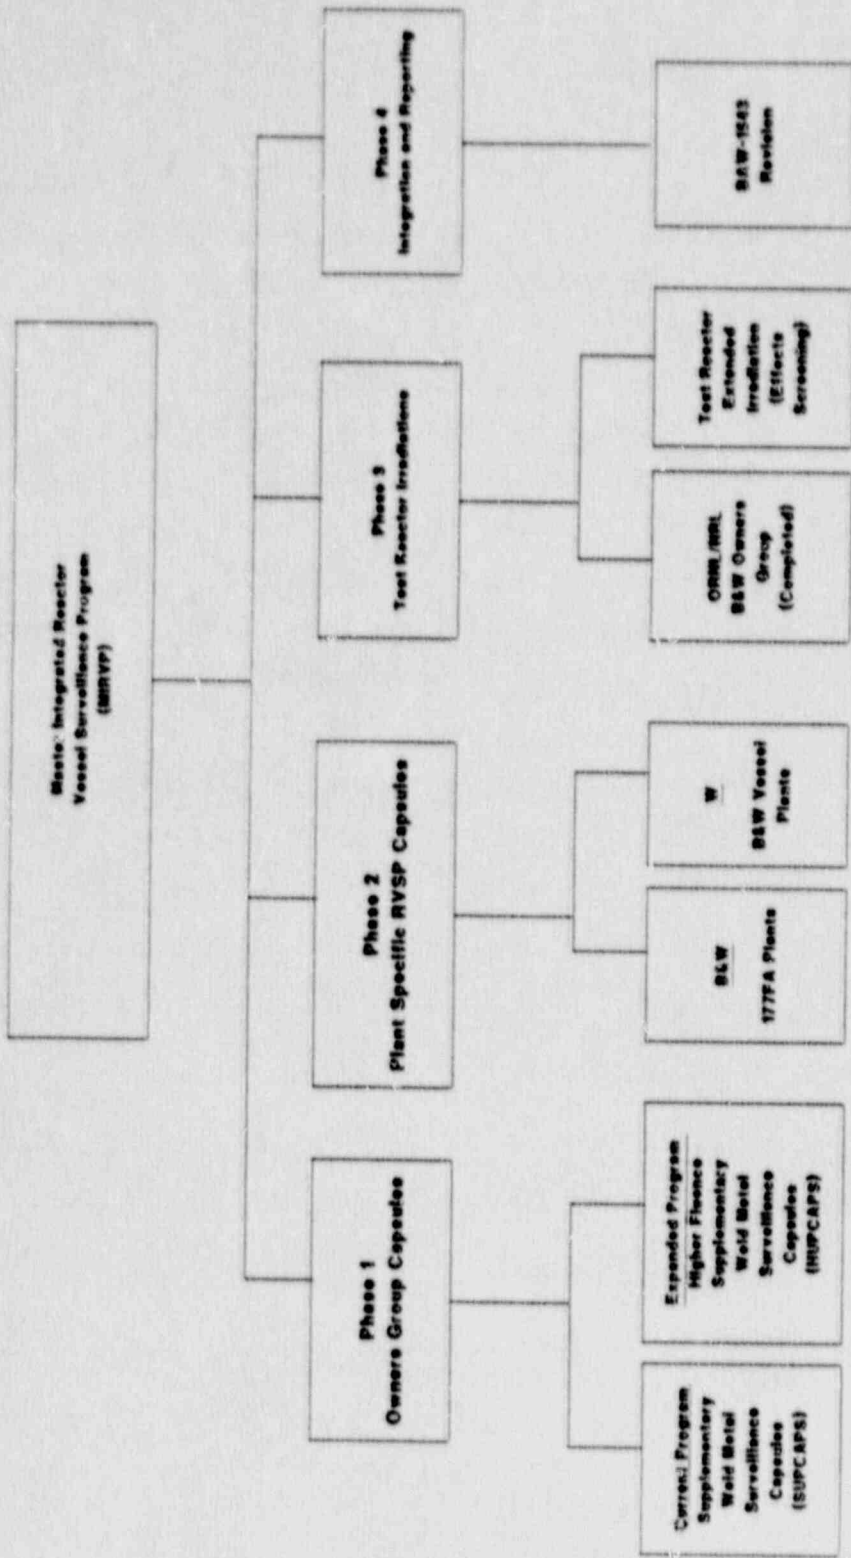 Master Integrated Reactor
Vessel Surveillance Program
(MIRVP)
Phase 1
Owners Group Capsules
Phase 2
Plant Specific RVSP Capsules
Phase 3
Test Reactor Irradiations
Phase 4
Integration and Reporting
Current Program
Supplementary
Weld Metal
Surveillance
Capsules
(SUPCAPS)
Expanded Program
Higher Fluence
Supplementary
Weld Metal
Surveillance
Capsules
(HUPCAPS)
B&W
177FA Plants
W
B&W Vessel
Plants
ORNL/NRL
B&W Owners
Group
(Completed)
Test Reactor
Extended
Irradiation
(Effects
Screening)
BAW-1543
Revision